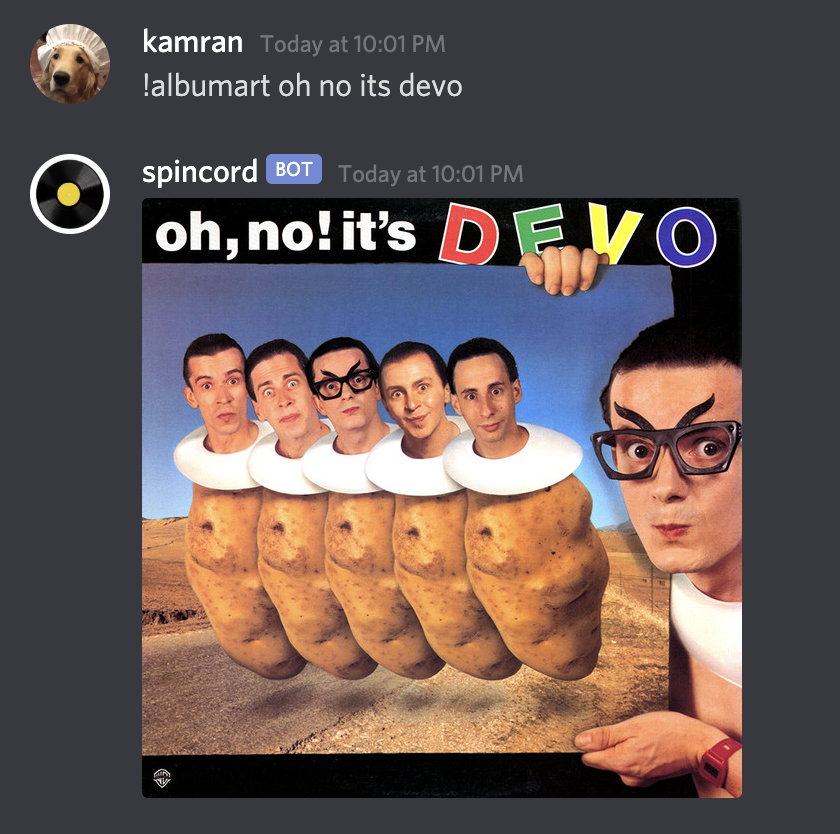 kamran Today at 10:01 PM
!albumart oh no its devo
spincord BOT Today at 10:01 PM
oh, no! it's DEVO